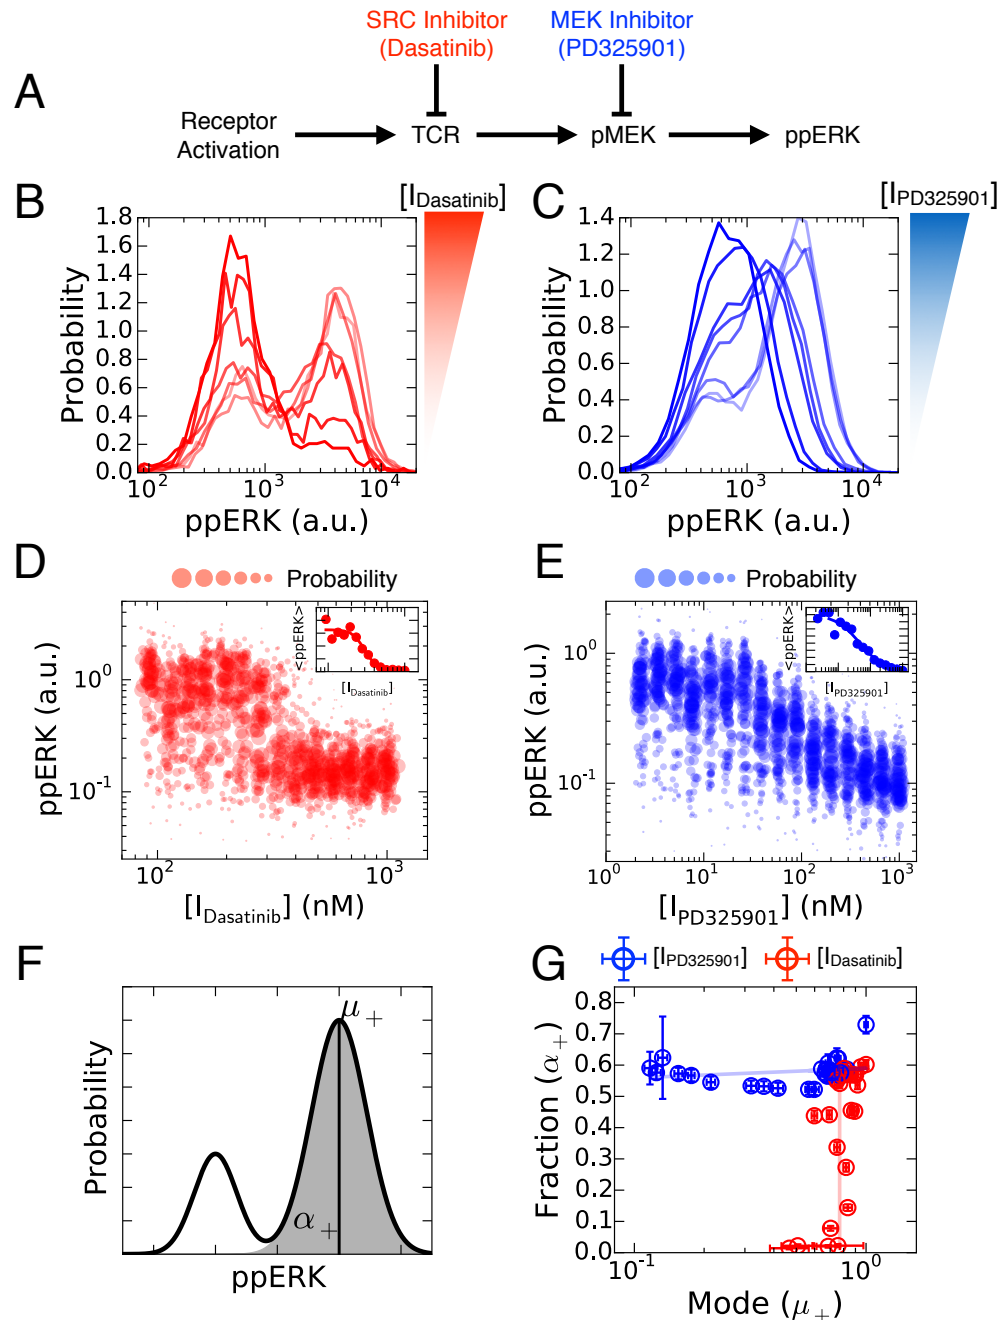 SRC Inhibitor
(Dasatinib)
MEK Inhibitor
(PD325901)
A
Receptor
Activation
TCR
pMEK
ppERK
B
[I_Dasatinib]
1.8
1.6
1.4
1.2
1.0
0.8
0.6
0.4
0.2
0.0
Probability
10^2
10^3
10^4
ppERK (a.u.)
C
[I_PD325901]
1.4
1.2
1.0
0.8
0.6
0.4
0.2
0.0
Probability
10^2
10^3
10^4
ppERK (a.u.)
D
Probability
ppERK (a.u.)
10^0
10^-1
<ppERK>
[I_Dasatinib]
10^2
10^3
[I_Dasatinib] (nM)
E
Probability
ppERK (a.u.)
10^0
10^-1
<ppERK>
[I_PD325901]
10^0
10^1
10^2
10^3
[I_PD325901] (nM)
F
Probability
μ_+
α_+
ppERK
G
[I_PD325901]
[I_Dasatinib]
0.8
0.7
0.6
0.5
0.4
0.3
0.2
0.1
0.0
Fraction (α_+)
10^-1
10^0
Mode (μ_+)